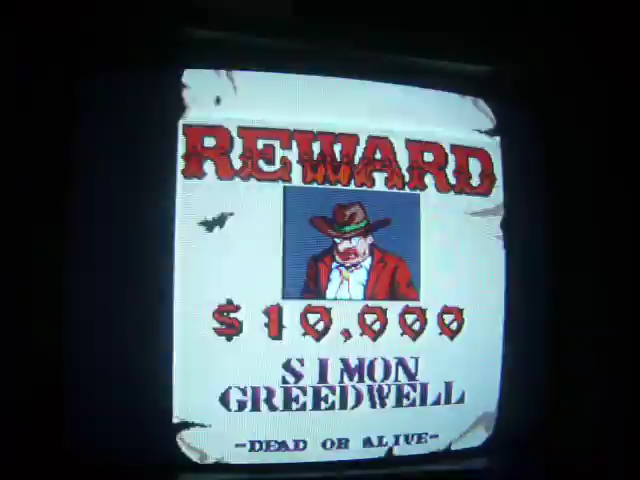 REWARD
$10,000
SIMON
GREEDWELL
-DEAD OR ALIVE-